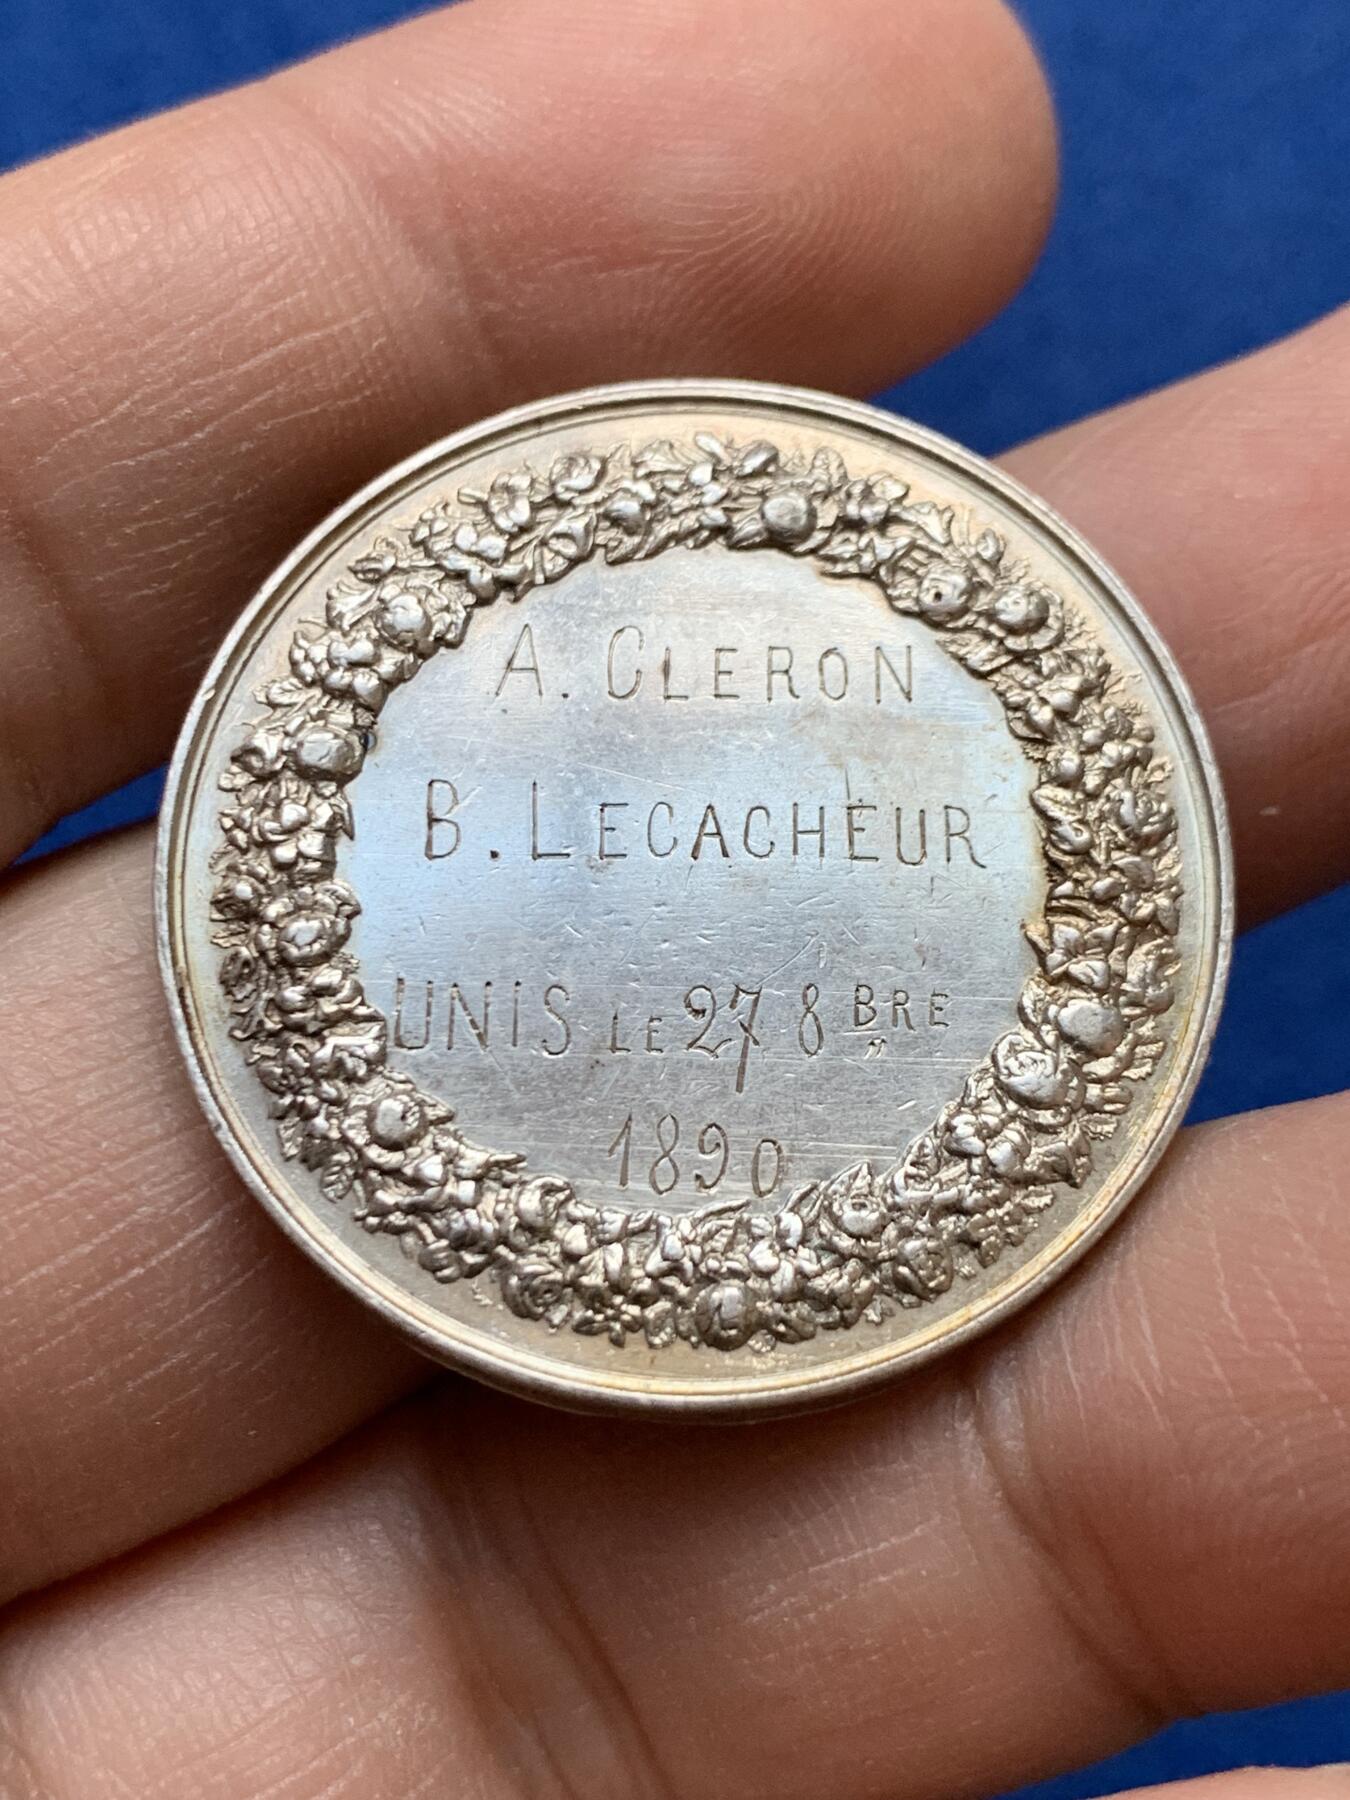 A. CLERON
B. LECACHEUR
UNIS LE 27 8BRE
1890